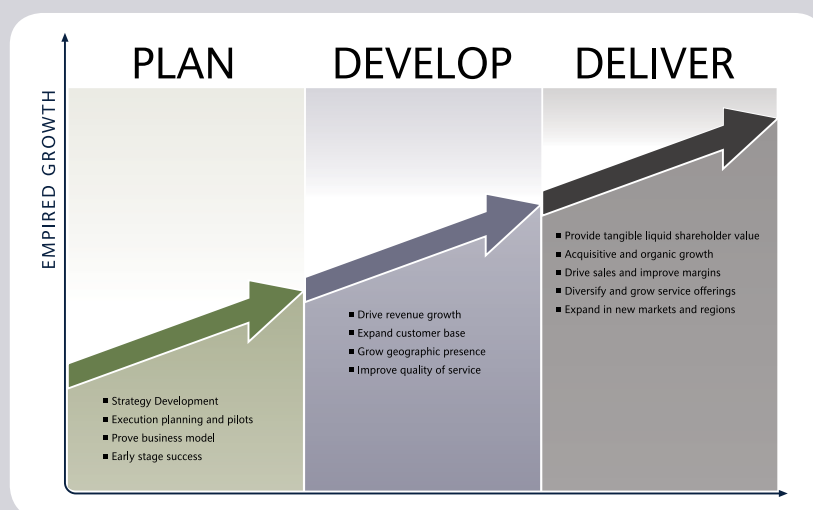 PLAN
DEVELOP
DELIVER
EMPIRED GROWTH
■ Strategy Development
■ Execution planning and pilots
■ Prove business model
■ Early stage success
■ Drive revenue growth
■ Expand customer base
■ Grow geographic presence
■ Improve quality of service
■ Provide tangible liquid shareholder value
■ Acquisitive and organic growth
■ Drive sales and improve margins
■ Diversify and grow service offerings
■ Expand in new markets and regions